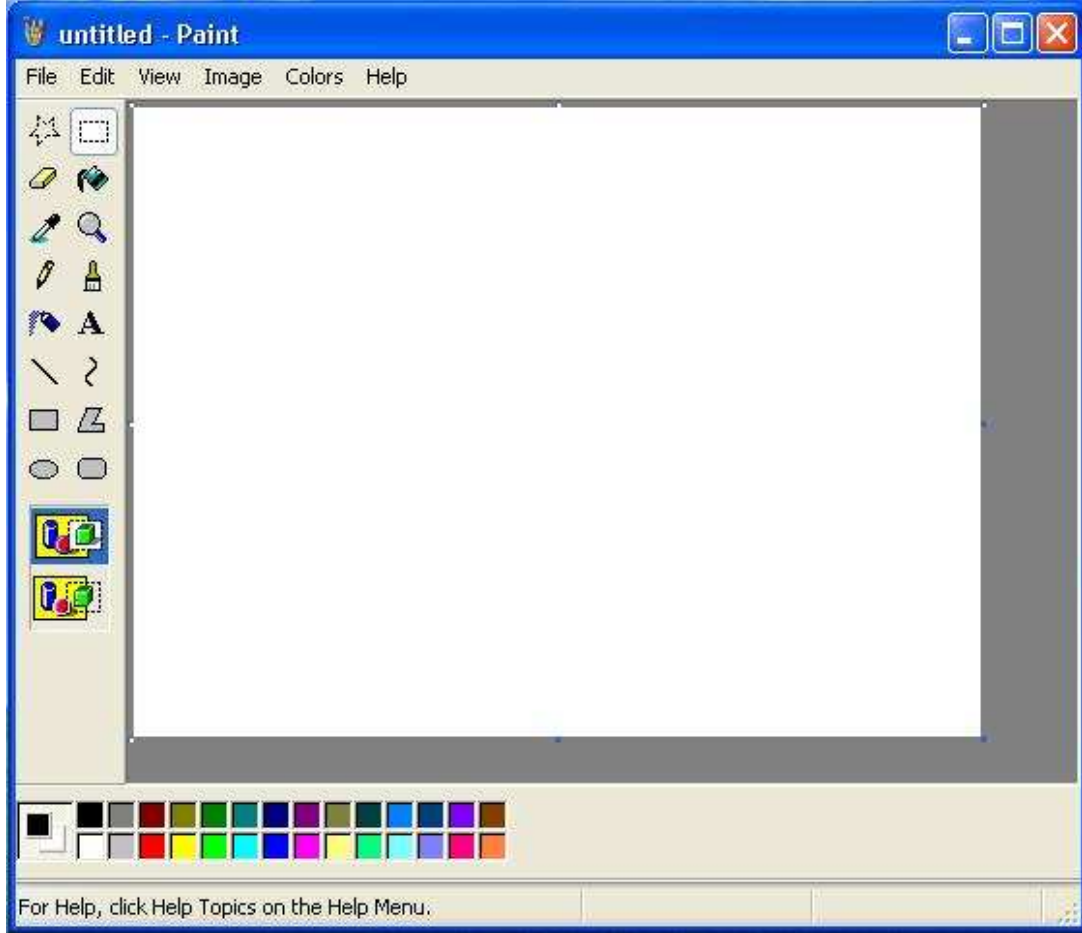 untitled - Paint
File Edit View Image Colors Help
A
For Help, click Help Topics on the Help Menu.